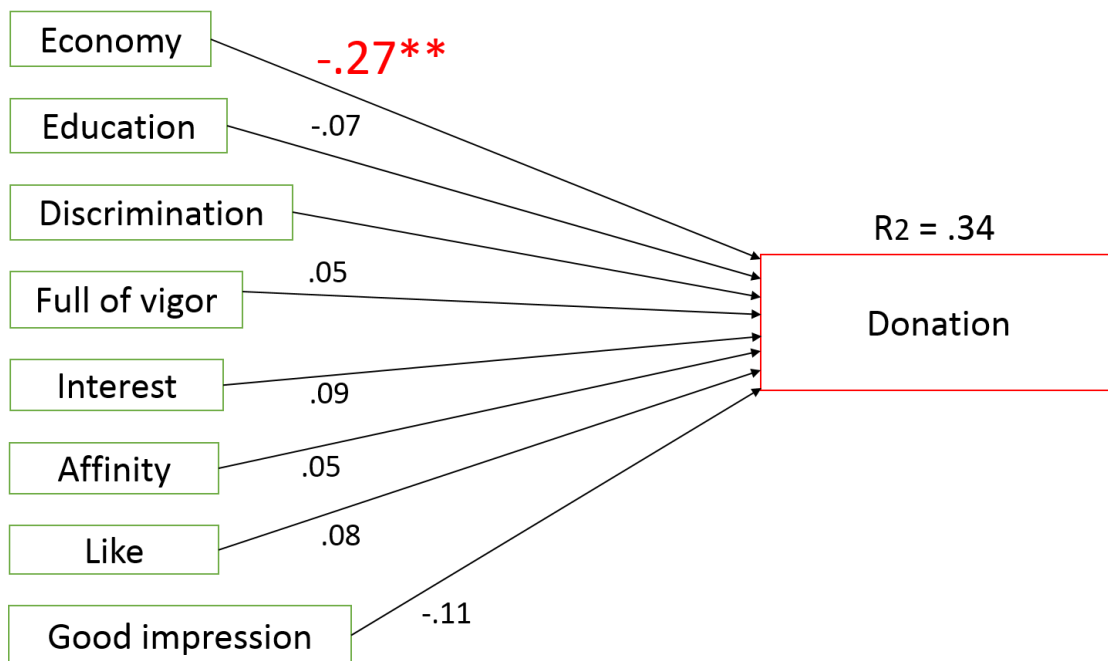 Economy
-.27**
Education
-.07
Discrimination
R2 = .34
Full of vigor
.05
Donation
Interest
.09
Affinity
.05
Like
.08
Good impression
-.11